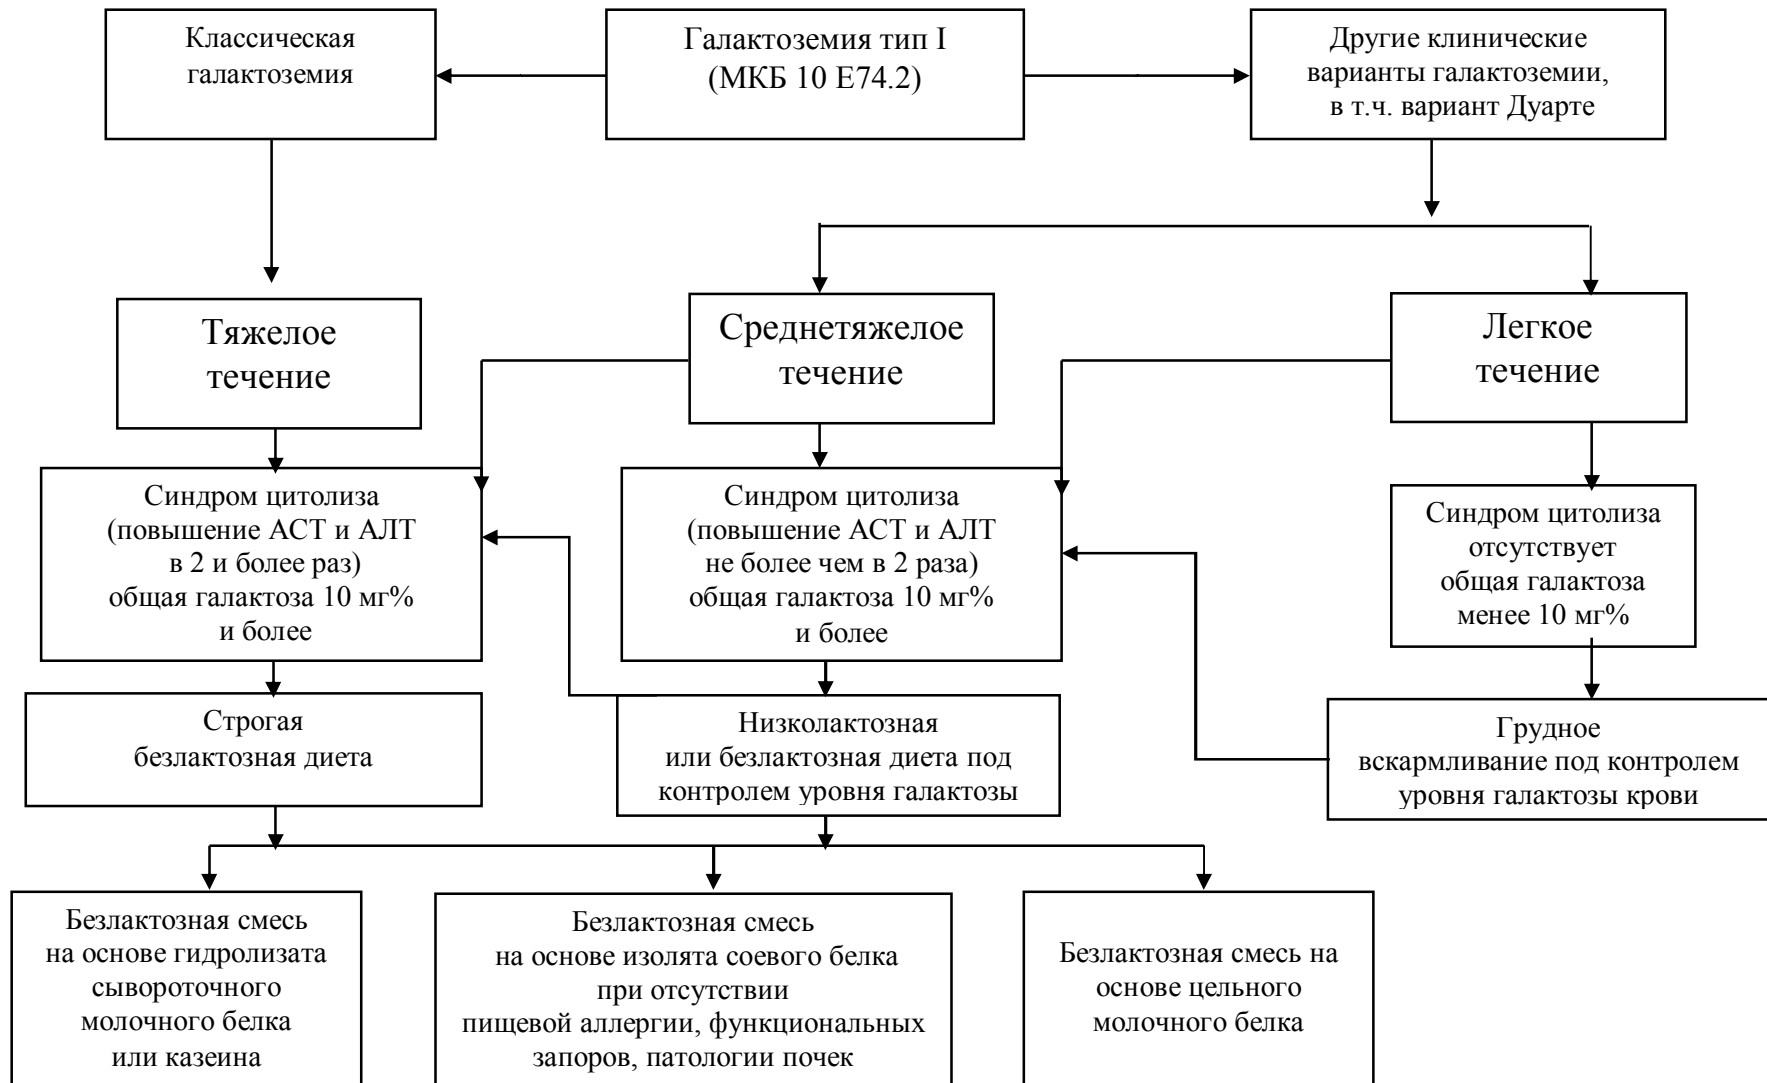 Классическая
галактоземия
Галактоземия тип I
(МКБ 10 E74.2)
Другие клинические
варианты галактоземии,
в т.ч. вариант Дуарте
Тяжелое
течение
Среднетяжелое
течение
Легкое
течение
Синдром цитолиза
(повышение АСТ и АЛТ
в 2 и более раз)
общая галактоза 10 мг%
и более
Синдром цитолиза
(повышение АСТ и АЛТ
не более чем в 2 раза)
общая галактоза 10 мг%
и более
Синдром цитолиза
отсутствует
общая галактоза
менее 10 мг%
Строгая
безлактозная диета
Низколактозная
или безлактозная диета под
контролем уровня галактозы
Грудное
вскармливание под контролем
уровня галактозы крови
Безлактозная смесь
на основе гидролизата
сывороточного
молочного белка
или казеина
Безлактозная смесь
на основе изолята соевого белка
при отсутствии
пищевой аллергии, функциональных
запоров, патологии почек
Безлактозная смесь на
основе цельного
молочного белка